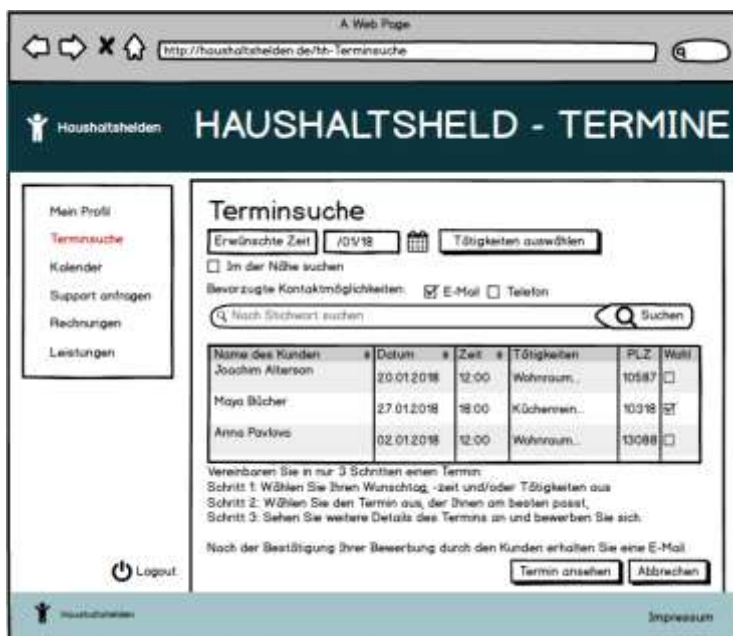 A Web Page
http://haushaltshelden.de/hh-Terminsuche
Haushaltshelden
HAUSHALTSHELD - TERMINE
Mein Profil
Terminsuche
Kalender
Support anfragen
Rechnungen
Leistungen
Logout
Terminsuche
Erwünschte Zeit /01/18 Tätigkeiten auswählen
Im der Nähe suchen
Bevorzugte Kontaktmöglichkeiten: E-Mail Telefon
Nach Stichwort suchen Suchen
Name des Kunden Datum Zeit Tätigkeiten PLZ Wahl
Joachim Alterson 20.01.2018 12:00 Wohnraum... 10587
Maya Bücher 27.01.2018 18:00 Küchenrein... 10318
Anna Pavlova 02.01.2018 12:00 Wohnraum... 13088
Vereinbaren Sie in nur 3 Schritten einen Termin:
Schritt 1: Wählen Sie Ihren Wunschtag, -zeit und/oder Tätigkeiten aus
Schritt 2: Wählen Sie den Termin aus, der Ihnen am besten passt,
Schritt 3: Sehen Sie weitere Details des Termins an und bewerben Sie sich.
Nach der Bestätigung Ihrer Bewerbung durch den Kunden erhalten Sie eine E-Mail.
Termin ansehen Abbrechen
Haushaltshelden
Impressum